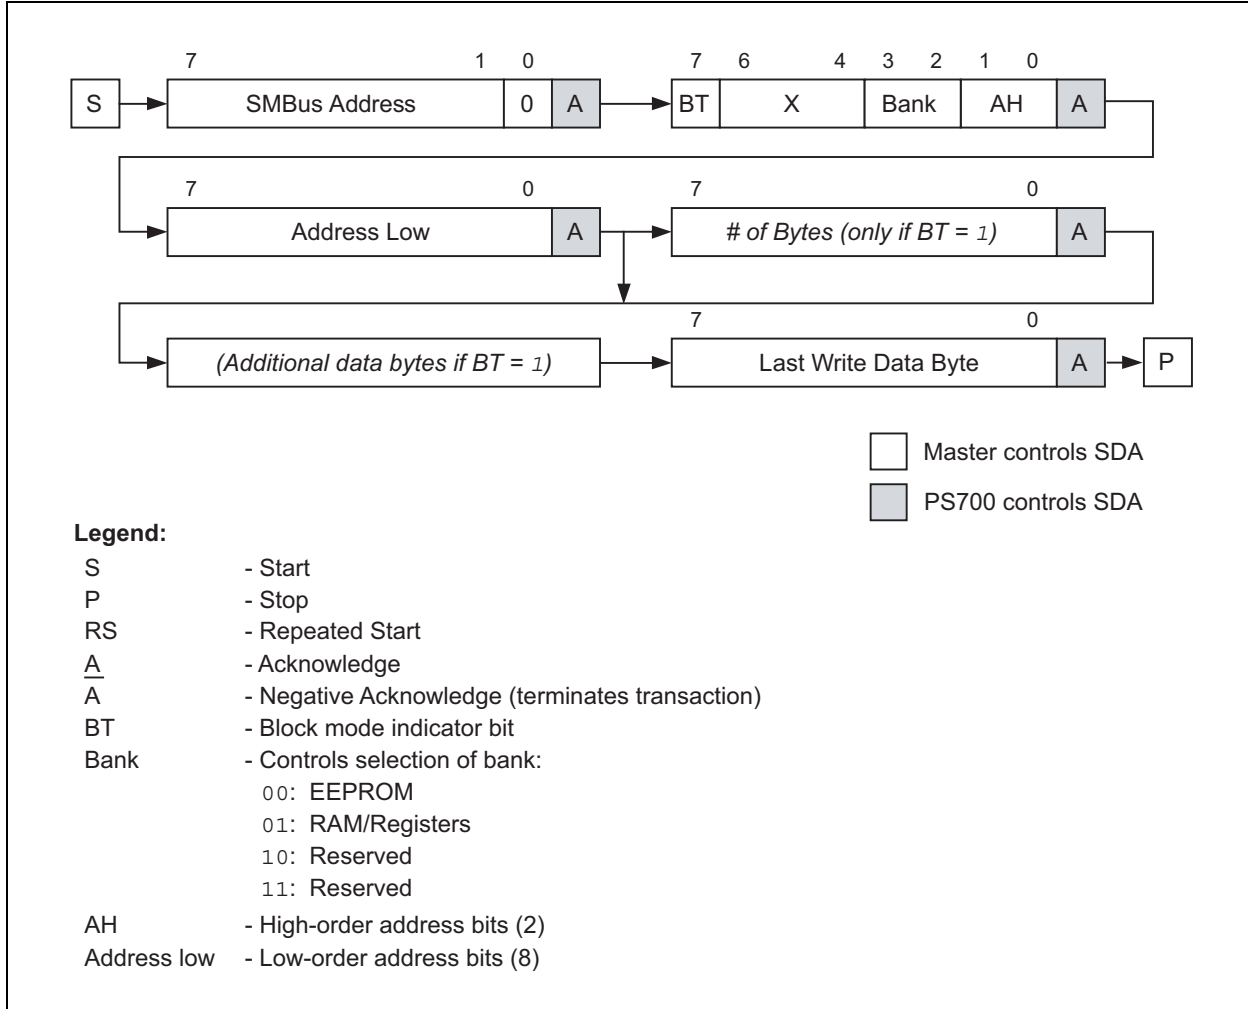 7 1 0 7 6 4 3 2 1 0
S SMBus Address 0 A BT X Bank AH A
7 0 7 0
Address Low A # of Bytes (only if BT = 1) A
7 0
(Additional data bytes if BT = 1) Last Write Data Byte A P
Master controls SDA
PS700 controls SDA
Legend:
S - Start
P - Stop
RS - Repeated Start
A - Acknowledge
A - Negative Acknowledge (terminates transaction)
BT - Block mode indicator bit
Bank - Controls selection of bank:
00: EEPROM
01: RAM/Registers
10: Reserved
11: Reserved
AH - High-order address bits (2)
Address low - Low-order address bits (8)